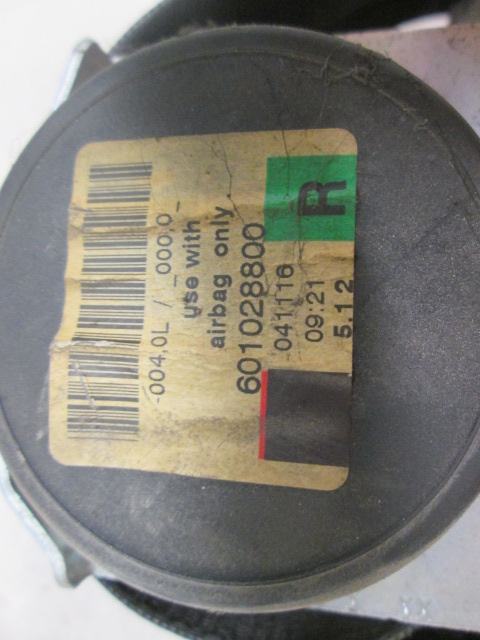 -004,0L / _000,0_
use with
airbag only.
601028800
-041116
09:21
5.12
R